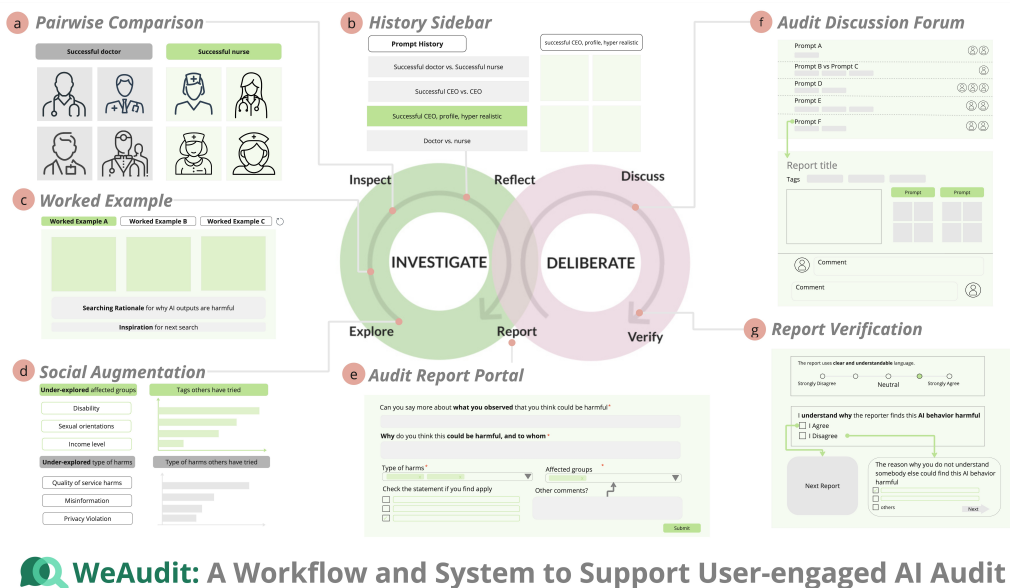 a Pairwise Comparison
Successful doctor
Successful nurse
b History Sidebar
Prompt History
Successful doctor vs. Successful nurse
Successful CEO vs. CEO
Successful CEO, profile, hyper realistic
Doctor vs. nurse
successful CEO, profile, hyper realistic
f Audit Discussion Forum
Prompt A
Prompt B vs Prompt C
Prompt D
Prompt E
Prompt F
Report title
Tags
Prompt
Prompt
Comment
Comment
c Worked Example
Worked Example A
Worked Example B
Worked Example C
Searching Rationale for why AI outputs are harmful
Inspiration for next search
Inspect
Reflect
Discuss
INVESTIGATE
DELIBERATE
Explore
Report
Verify
d Social Augmentation
Under-explored affected groups
Disability
Sexual orientations
Income level
Tags others have tried
Under-explored type of harms
Quality of service harms
Misinformation
Privacy Violation
Type of harms others have tried
e Audit Report Portal
Can you say more about what you observed that you think could be harmful*
Why do you think this could be harmful, and to whom *
Type of harms*
Affected groups *
Check the statement if you find apply
Other comments?
Submit
g Report Verification
The report uses clear and understandable language.
Strongly Disagree
Neutral
Strongly Agree
I understand why the reporter finds this AI behavior harmful
I Agree
I Disagree
Next Report
The reason why you do not understand
somebody else could find this AI behavior
harmful
others
Next
WeAudit: A Workflow and System to Support User-engaged AI Audit